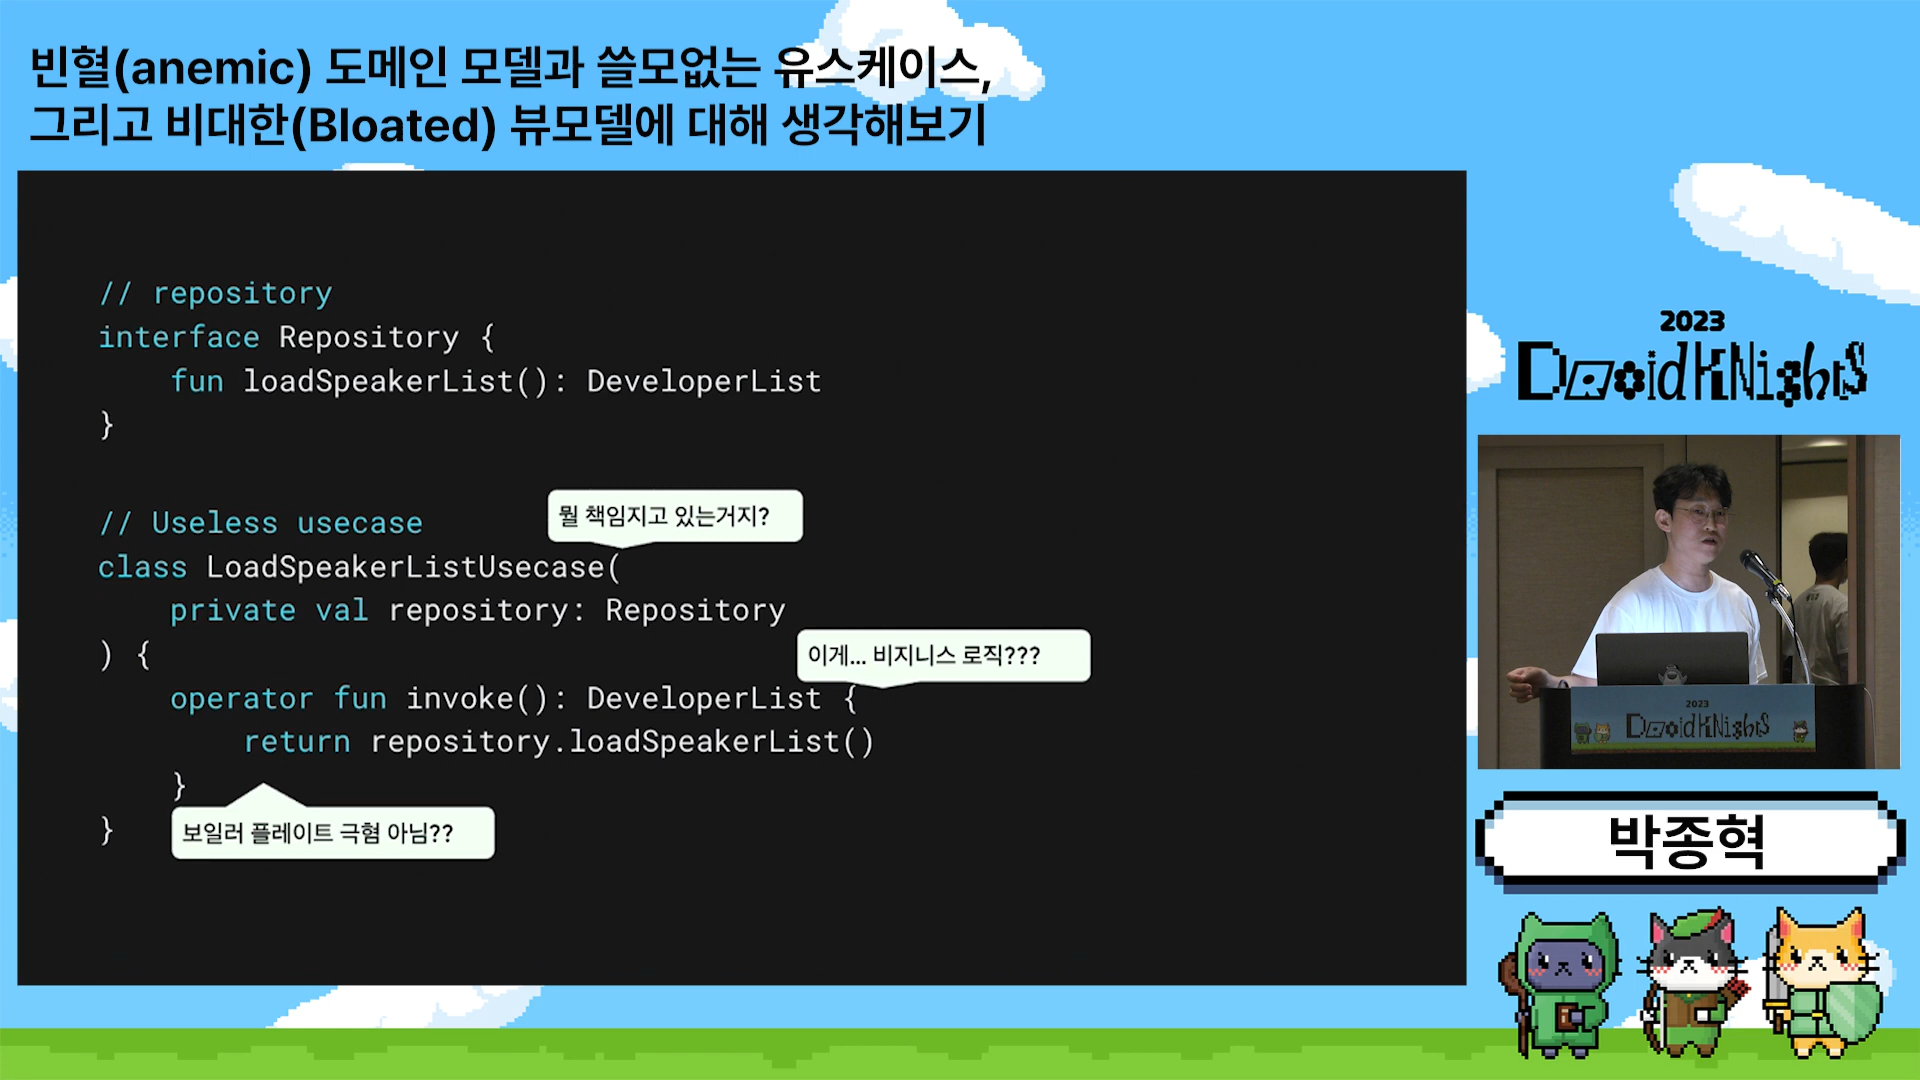 빈혈(anemic) 도메인 모델과 쓸모없는 유스케이스,
그리고 비대한(Bloated) 뷰모델에 대해 생각해보기
// repository
interface Repository {
fun loadSpeakerList(): DeveloperList
}
// Useless usecase
뭘 책임지고 있는거지?
class LoadSpeakerListUsecase(
private val repository: Repository
) {
이게... 비지니스 로직???
operator fun invoke(): DeveloperList {
return repository.loadSpeakerList()
}
}
보일러 플레이트 극혐 아님??
2023
DRoidKNights
2023
DRoidKNights
박종혁